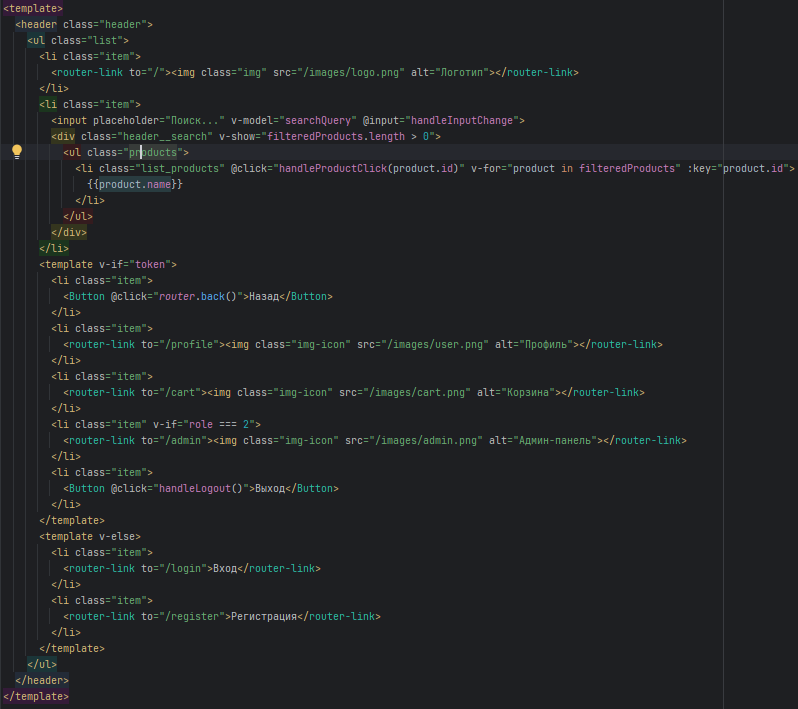 <template>
  <header class="header">
    <ul class="list">
      <li class="item">
        <router-link to="/"><img class="img" src="/images/logo.png" alt="Логотип"></router-link>
      </li>
      <li class="item">
        <input placeholder="Поиск..." v-model="searchQuery" @input="handleInputChange">
        <div class="header__search" v-show="filteredProducts.length > 0">
          <ul class="products">
            <li class="list_products" @click="handleProductClick(product.id)" v-for="product in filteredProducts" :key="product.id">
              {{product.name}}
            </li>
          </ul>
        </div>
      </li>
      <template v-if="token">
        <li class="item">
          <Button @click="router.back()">Назад</Button>
        </li>
        <li class="item">
          <router-link to="/profile"><img class="img-icon" src="/images/user.png" alt="Профиль"></router-link>
        </li>
        <li class="item">
          <router-link to="/cart"><img class="img-icon" src="/images/cart.png" alt="Корзина"></router-link>
        </li>
        <li class="item" v-if="role === 2">
          <router-link to="/admin"><img class="img-icon" src="/images/admin.png" alt="Админ-панель"></router-link>
        </li>
        <li class="item">
          <Button @click="handleLogout()">Выход</Button>
        </li>
      </template>
      <template v-else>
        <li class="item">
          <router-link to="/login">Вход</router-link>
        </li>
        <li class="item">
          <router-link to="/register">Регистрация</router-link>
        </li>
      </template>
    </ul>
  </header>
</template>